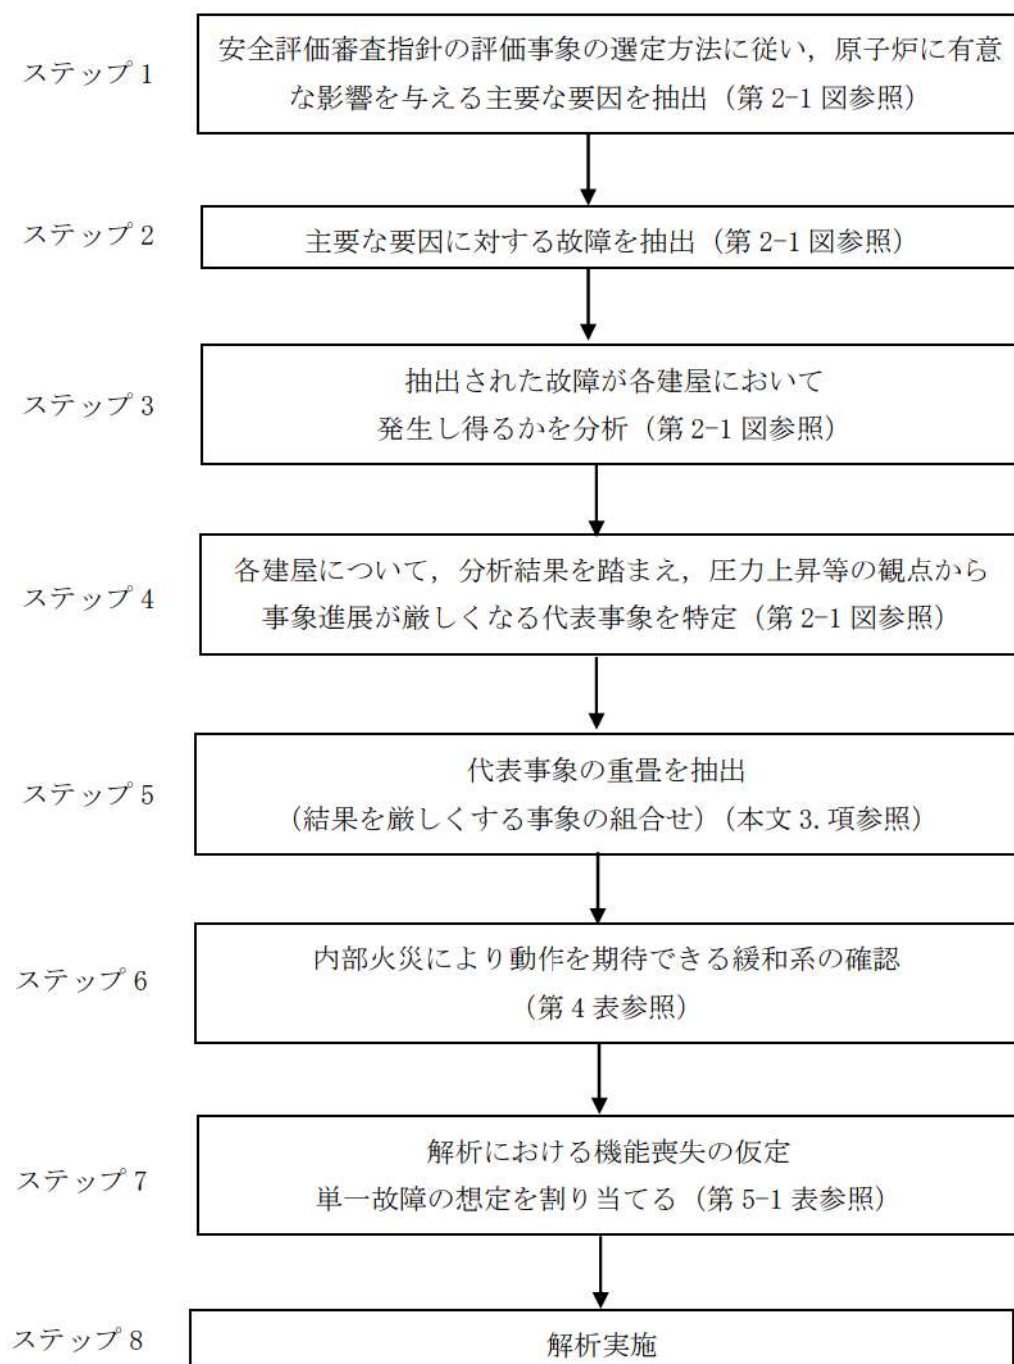 ステップ 1
安全評価審査指針の評価事象の選定方法に従い，原子炉に有意
な影響を与える主要な要因を抽出（第 2-1 図参照）
ステップ 2
主要な要因に対する故障を抽出（第 2-1 図参照）
ステップ 3
抽出された故障が各建屋において
発生し得るかを分析（第 2-1 図参照）
ステップ 4
各建屋について，分析結果を踏まえ，圧力上昇等の観点から
事象進展が厳しくなる代表事象を特定（第 2-1 図参照）
ステップ 5
代表事象の重畳を抽出
（結果を厳しくする事象の組合せ）（本文 3. 項参照）
ステップ 6
内部火災により動作を期待できる緩和系の確認
（第 4 表参照）
ステップ 7
解析における機能喪失の仮定
単一故障の想定を割り当てる（第 5-1 表参照）
ステップ 8
解析実施